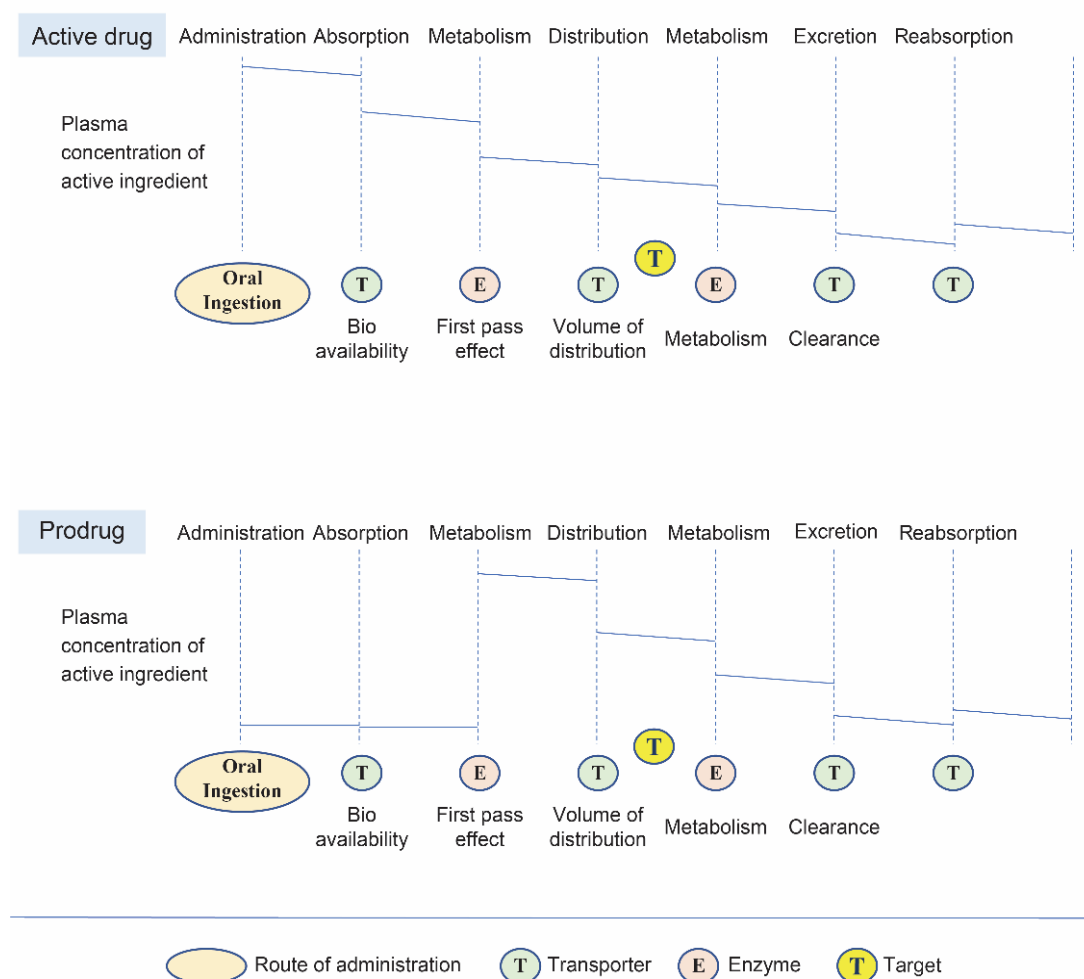 Active drug
Administration Absorption Metabolism Distribution Metabolism Excretion Reabsorption
Plasma
concentration of
active ingredient
Oral
Ingestion
T
E
T
T
E
T
T
Bio
availability
First pass
effect
Volume of
distribution
Metabolism
Clearance
Prodrug
Administration Absorption Metabolism Distribution Metabolism Excretion Reabsorption
Plasma
concentration of
active ingredient
Oral
Ingestion
T
E
T
T
E
T
T
Bio
availability
First pass
effect
Volume of
distribution
Metabolism
Clearance
Route of administration
T Transporter
E Enzyme
T Target